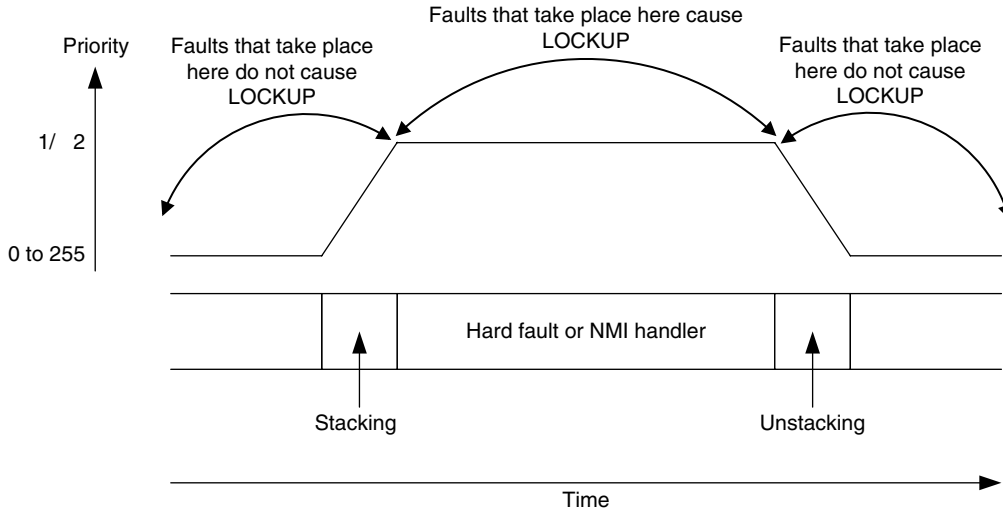 Priority
Faults that take place
here do not cause
LOCKUP
Faults that take place here cause
LOCKUP
Faults that take place
here do not cause
LOCKUP
1/ 2
0 to 255
Hard fault or NMI handler
Stacking
Unstacking
Time